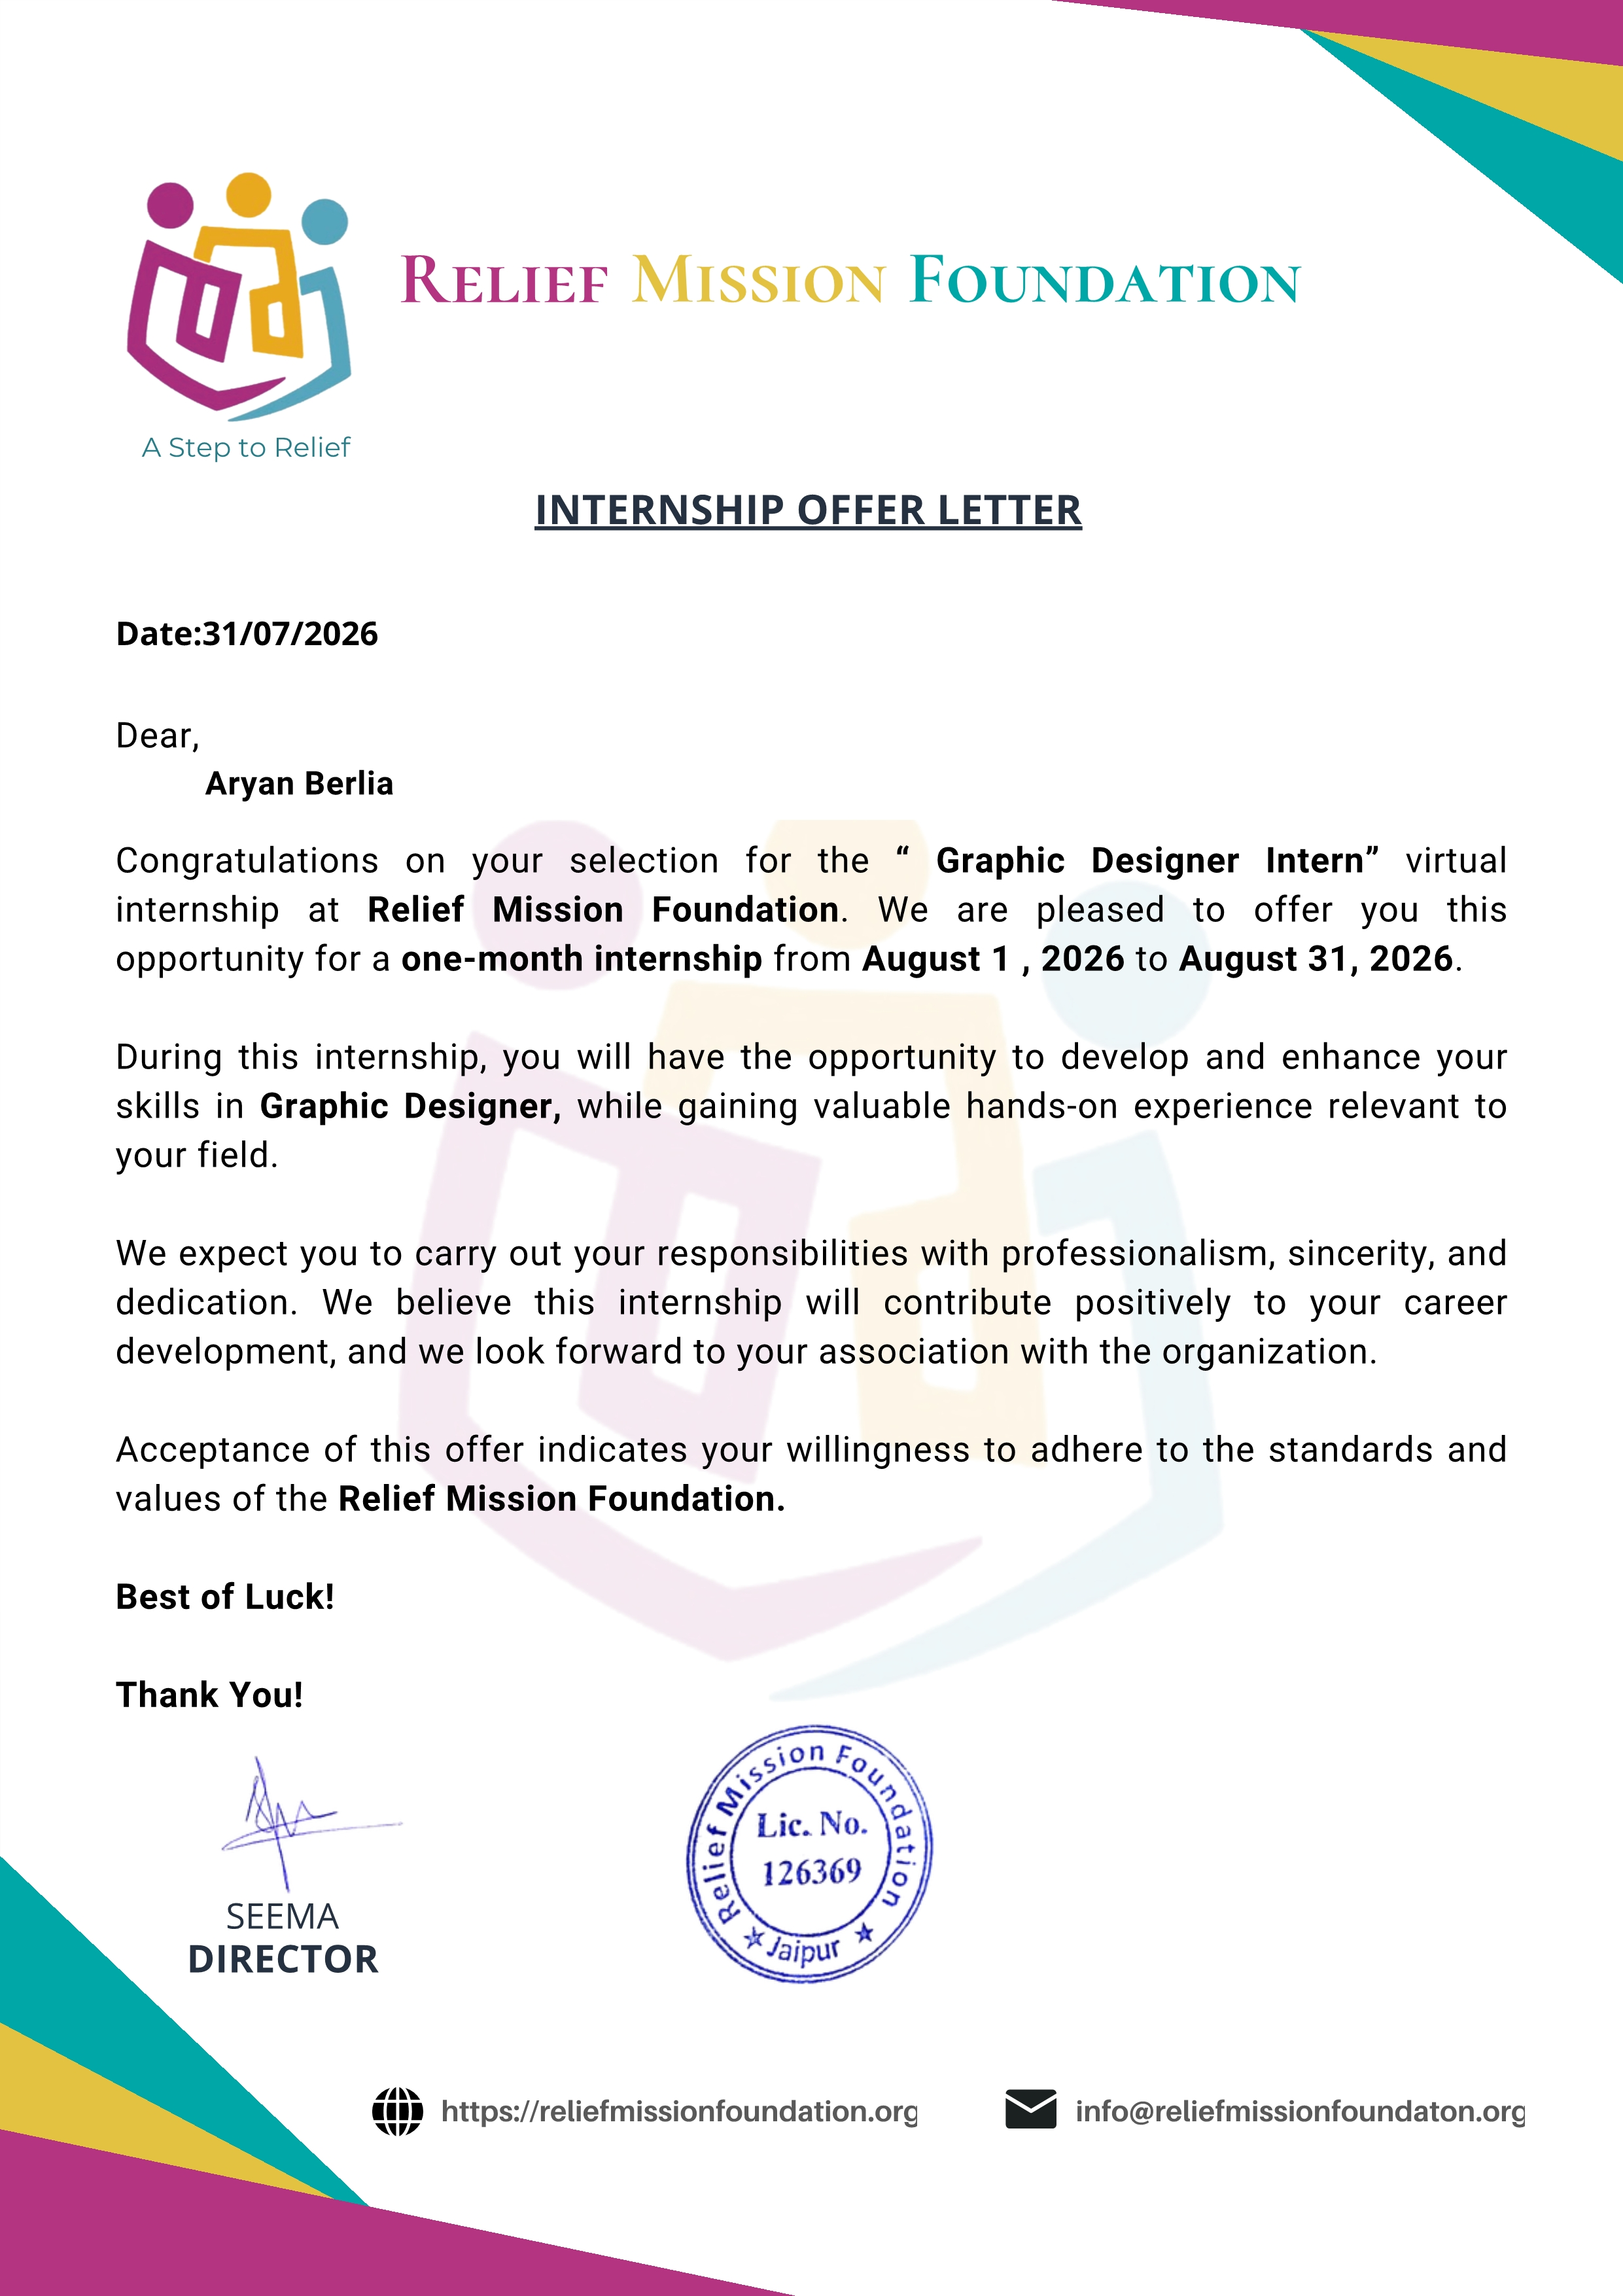 Relief Mission Foundation
A Step to Relief
INTERNSHIP OFFER LETTER
Date:31/07/2026
Dear,
Aryan Berlia
Congratulations on your selection for the “ Graphic Designer Intern” virtual
internship at Relief Mission Foundation. We are pleased to offer you this
opportunity for a one-month internship from August 1 , 2026 to August 31, 2026.
During this internship, you will have the opportunity to develop and enhance your
skills in Graphic Designer, while gaining valuable hands-on experience relevant to
your field.
We expect you to carry out your responsibilities with professionalism, sincerity, and
dedication. We believe this internship will contribute positively to your career
development, and we look forward to your association with the organization.
Acceptance of this offer indicates your willingness to adhere to the standards and
values of the Relief Mission Foundation.
Best of Luck!
Thank You!
SEEMA
DIRECTOR
Relief Mission Foundation
Lic. No.
126369
Jaipur
https://reliefmissionfoundation.org
info@reliefmissionfoundaton.org